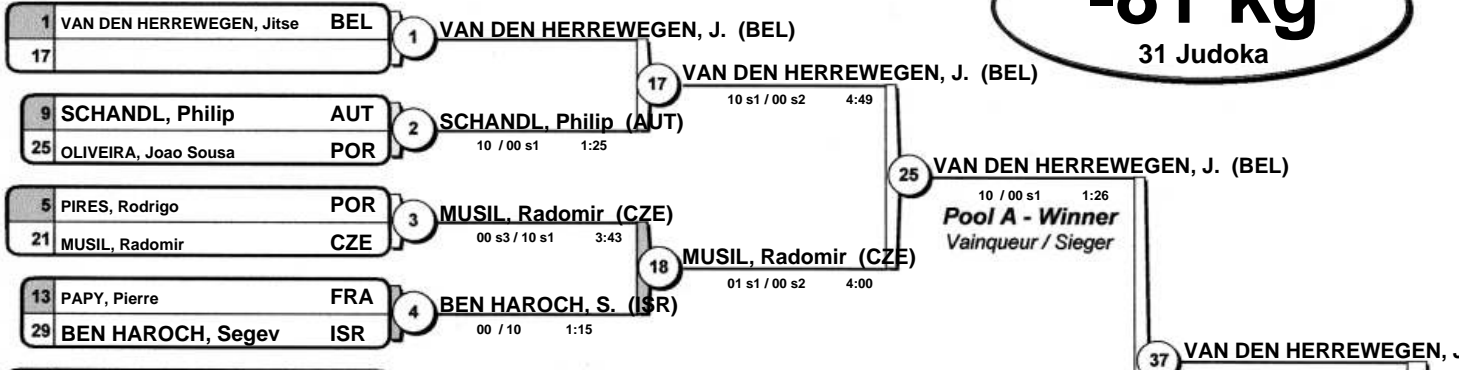 -81 kg
31 Judoka
1 VAN DEN HERREWEGEN, Jitse BEL
17
1
VAN DEN HERREWEGEN, J. (BEL)
9 SCHANDL, Philip AUT
25 OLIVEIRA, Joao Sousa POR
2
SCHANDL, Philip (AUT)
10 / 00 s1 1:25
17
VAN DEN HERREWEGEN, J. (BEL)
10 s1 / 00 s2 4:49
5 PIRES, Rodrigo POR
21 MUSIL, Radomir CZE
3
MUSIL, Radomir (CZE)
00 s3 / 10 s1 3:43
13 PAPY, Pierre FRA
29 BEN HAROCH, Segev ISR
4
BEN HAROCH, S. (ISR)
00 / 10 1:15
18
MUSIL, Radomir (CZE)
01 s1 / 00 s2 4:00
25
VAN DEN HERREWEGEN, J. (BEL)
10 / 00 s1 1:26
Pool A - Winner
Vainqueur / Sieger
37
VAN DEN HERREWEGEN,